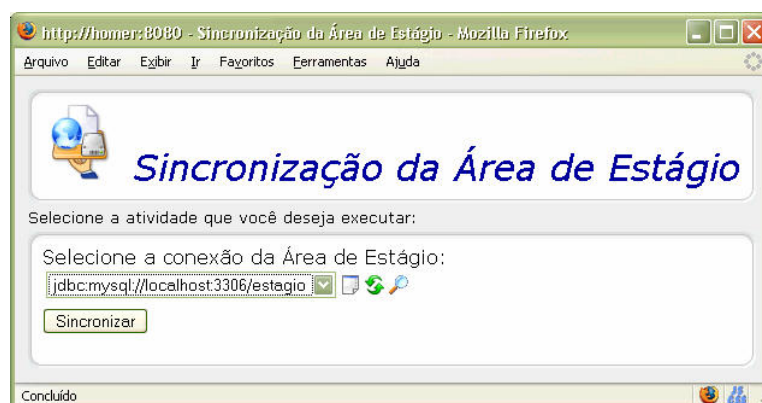 http://homer:8080 - Sincronização da Área de Estágio - Mozilla Firefox
Arquivo Editar Exibir Ir Favoritos Ferramentas Ajuda
Sincronização da Área de Estágio
Selecione a atividade que você deseja executar:
Selecione a conexão da Área de Estágio:
jdbc:mysql://localhost:3306/estagio
Sincronizar
Concluído